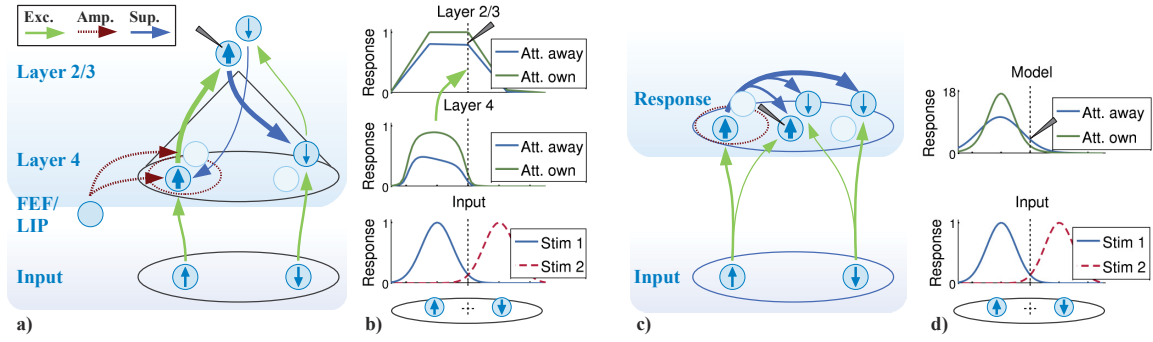 Exc. Amp. Sup.
Layer 2/3
Layer 4
FEF/
LIP
Input
a)
Layer 2/3
1
Response
0
Att. away
Att. own
Layer 4
1
Response
0
Att. away
Att. own
Input
1
Response
0
Stim 1
Stim 2
b)
Response
Input
c)
Model
18
Response
0
Att. away
Att. own
Input
1
Response
0
Stim 1
Stim 2
d)